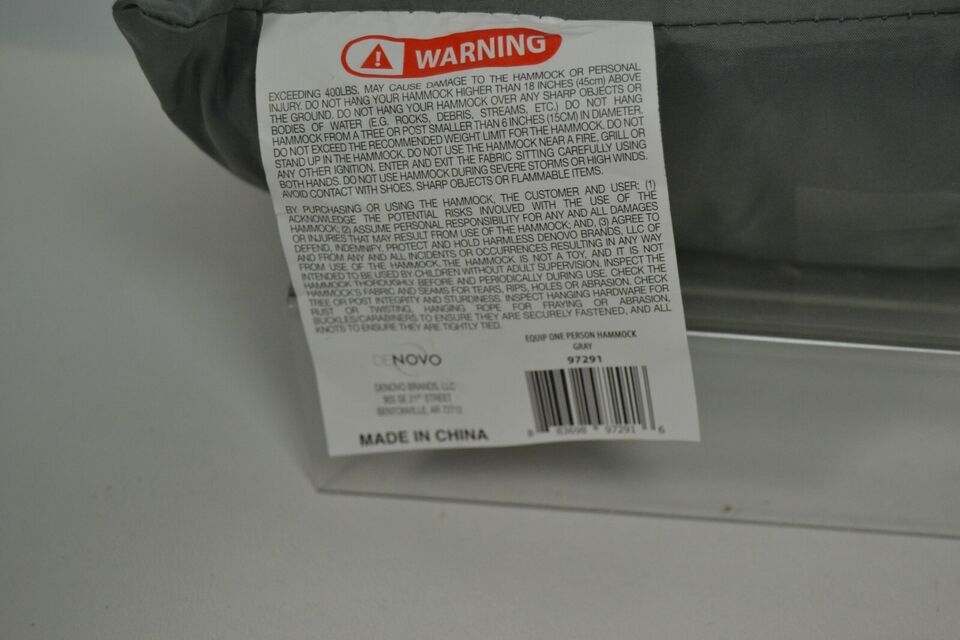 WARNING
EXCEEDING 400LBS. MAY CAUSE DAMAGE TO THE HAMMOCK OR PERSONAL
INJURY. DO NOT HANG YOUR HAMMOCK HIGHER THAN 18 INCHES (45cm) ABOVE
THE GROUND. DO NOT HANG YOUR HAMMOCK OVER ANY SHARP OBJECTS OR
BODIES OF WATER (E.G. ROCKS, DEBRIS, STREAMS, ETC.) DO NOT HANG
HAMMOCK FROM A TREE OR POST SMALLER THAN 6 INCHES (15CM) IN DIAMETER.
DO NOT EXCEED THE RECOMMENDED WEIGHT LIMIT FOR THE HAMMOCK. DO NOT
STAND UP IN THE HAMMOCK. DO NOT USE THE HAMMOCK NEAR A FIRE, GRILL OR
ANY OTHER IGNITION. ENTER AND EXIT THE FABRIC SITTING CAREFULLY USING
BOTH HANDS. DO NOT USE HAMMOCK DURING SEVERE STORMS OR HIGH WINDS.
AVOID CONTACT WITH SHOES, SHARP OBJECTS OR FLAMMABLE ITEMS.
BY PURCHASING OR USING THE HAMMOCK, THE CUSTOMER AND USER: (1)
ACKNOWLEDGE THE POTENTIAL RISKS INVOLVED WITH THE USE OF THE
HAMMOCK; (2) ASSUME PERSONAL RESPONSIBILITY FOR ANY AND ALL DAMAGES
OR INJURIES THAT MAY RESULT FROM USE OF THE HAMMOCK; AND, (3) AGREE TO
DEFEND, INDEMNIFY, PROTECT AND HOLD HARMLESS DENOVO BRANDS, LLC OF
AND FROM ANY AND ALL INCIDENTS OR OCCURRENCES RESULTING IN ANY WAY
FROM USE OF THE HAMMOCK. THE HAMMOCK IS NOT A TOY, AND IT IS NOT
INTENDED TO BE USED BY CHILDREN WITHOUT ADULT SUPERVISION. INSPECT THE
HAMMOCK THOROUGHLY BEFORE AND PERIODICALLY DURING USE. CHECK THE
HAMMOCK'S FABRIC AND SEAMS FOR TEARS, RIPS, HOLES OR ABRASION. CHECK
TREE OR POST INTEGRITY AND STURDINESS. INSPECT HANGING HARDWARE FOR
RUST OR TWISTING, HANGING ROPE FOR FRAYING OR ABRASION,
BUCKLES/CARABINERS TO ENSURE THEY ARE SECURELY FASTENED, AND ALL
KNOTS TO ENSURE THEY ARE TIGHTLY TIED.
EQUIP ONE PERSON HAMMOCK
GRAY
97291
DENOVO
DENOVO BRANDS, LLC
905 SE 21ST STREET
BENTONVILLE, AR 72712
MADE IN CHINA
8 63698 97291 6